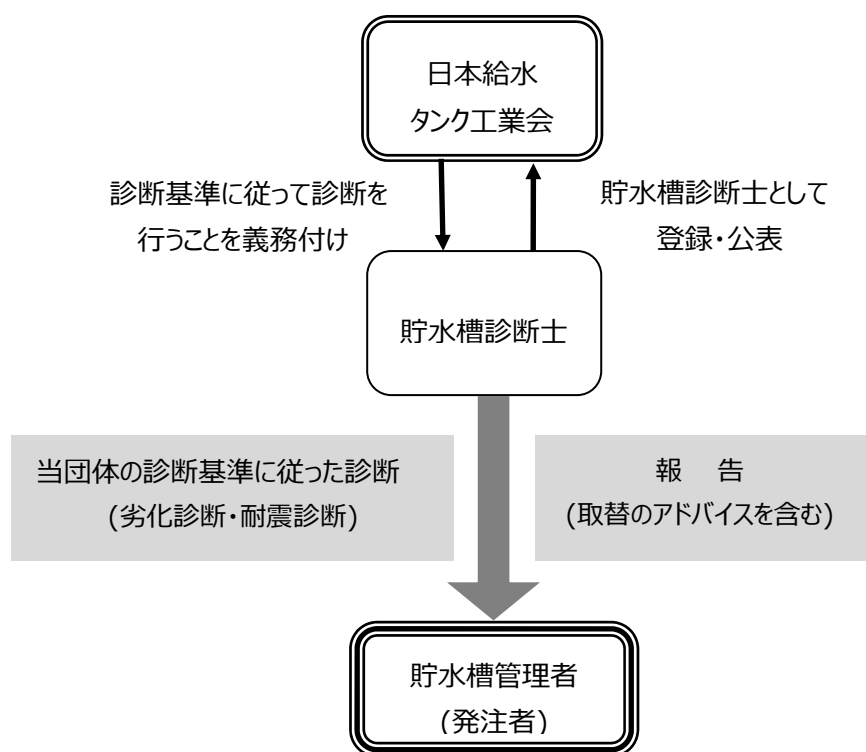 日本給水
タンク工業会
診断基準に従って診断を
行うことを義務付け
貯水槽診断士として
登録・公表
貯水槽診断士
当団体の診断基準に従った診断
(劣化診断・耐震診断)
報　告
(取替のアドバイスを含む)
貯水槽管理者
(発注者)